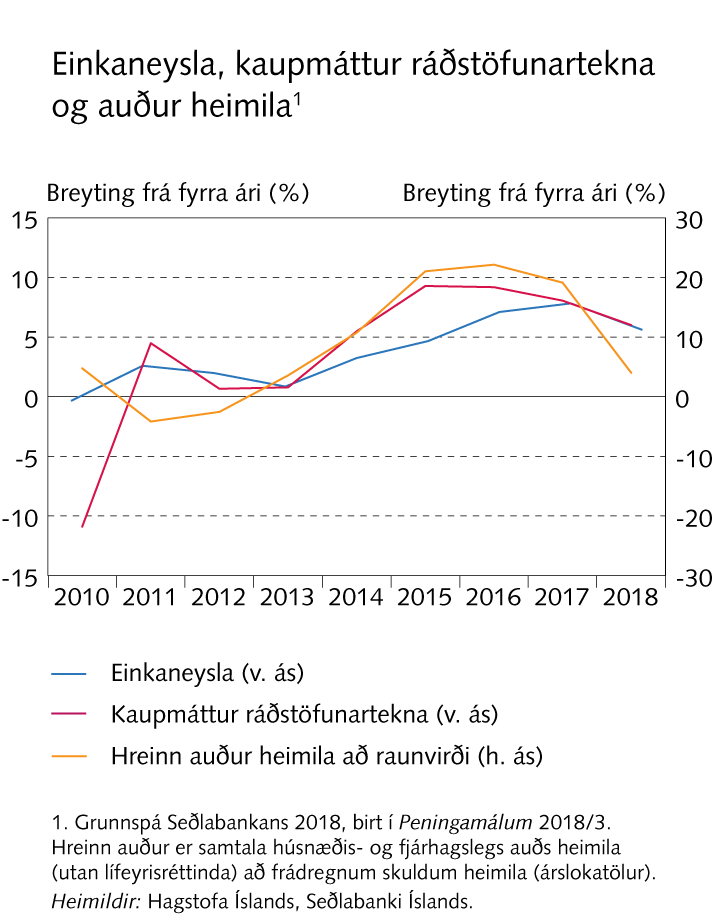 Einkaneysla, kaupmáttur ráðstöfunartekna
og auður heimila¹
Breyting frá fyrra ári (%) Breyting frá fyrra ári (%)
15 30
10 20
5 10
0 0
-5 -10
-10 -20
-15 -30
2010 2011 2012 2013 2014 2015 2016 2017 2018
Einkaneysla (v. ás)
Kaupmáttur ráðstöfunartekna (v. ás)
Hreinn auður heimila að raunvirði (h. ás)
1. Grunnspá Seðlabankans 2018, birt í Peningamálum 2018/3.
Hreinn auður er samtala húsnæðis- og fjárhagslegs auðs heimila
(utan lífeyrisréttinda) að frádregnum skuldum heimila (árslokatölur).
Heimildir: Hagstofa Íslands, Seðlabanki Íslands.